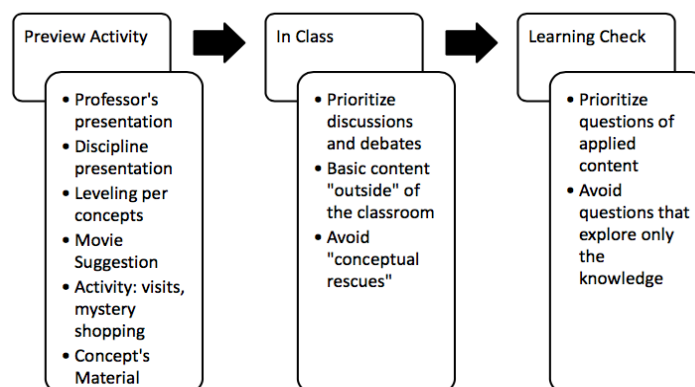 Preview Activity
• Professor's
presentation
• Discipline
presentation
• Leveling per
concepts
• Movie
Suggestion
• Activity: visits,
mystery
shopping
• Concept's
Material
In Class
• Prioritize
discussions
and debates
• Basic content
"outside" of
the classroom
• Avoid
"conceptual
rescues"
Learning Check
• Prioritize
questions of
applied
content
• Avoid
questions that
explore only
the
knowledge